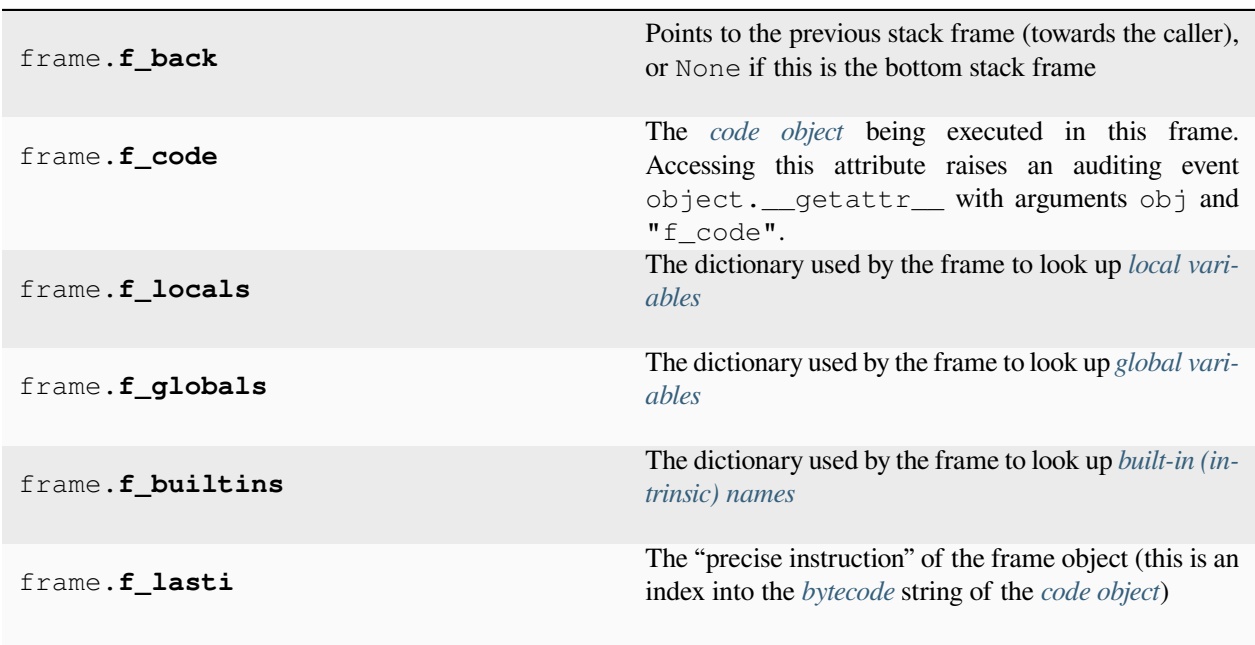 frame.f_back
Points to the previous stack frame (towards the caller),
or None if this is the bottom stack frame
frame.f_code
The code object being executed in this frame.
Accessing this attribute raises an auditing event
object.__getattr__ with arguments obj and
"f_code".
frame.f_locals
The dictionary used by the frame to look up local vari-
ables
frame.f_globals
The dictionary used by the frame to look up global vari-
ables
frame.f_builtins
The dictionary used by the frame to look up built-in (in-
trinsic) names
frame.f_lasti
The “precise instruction” of the frame object (this is an
index into the bytecode string of the code object)